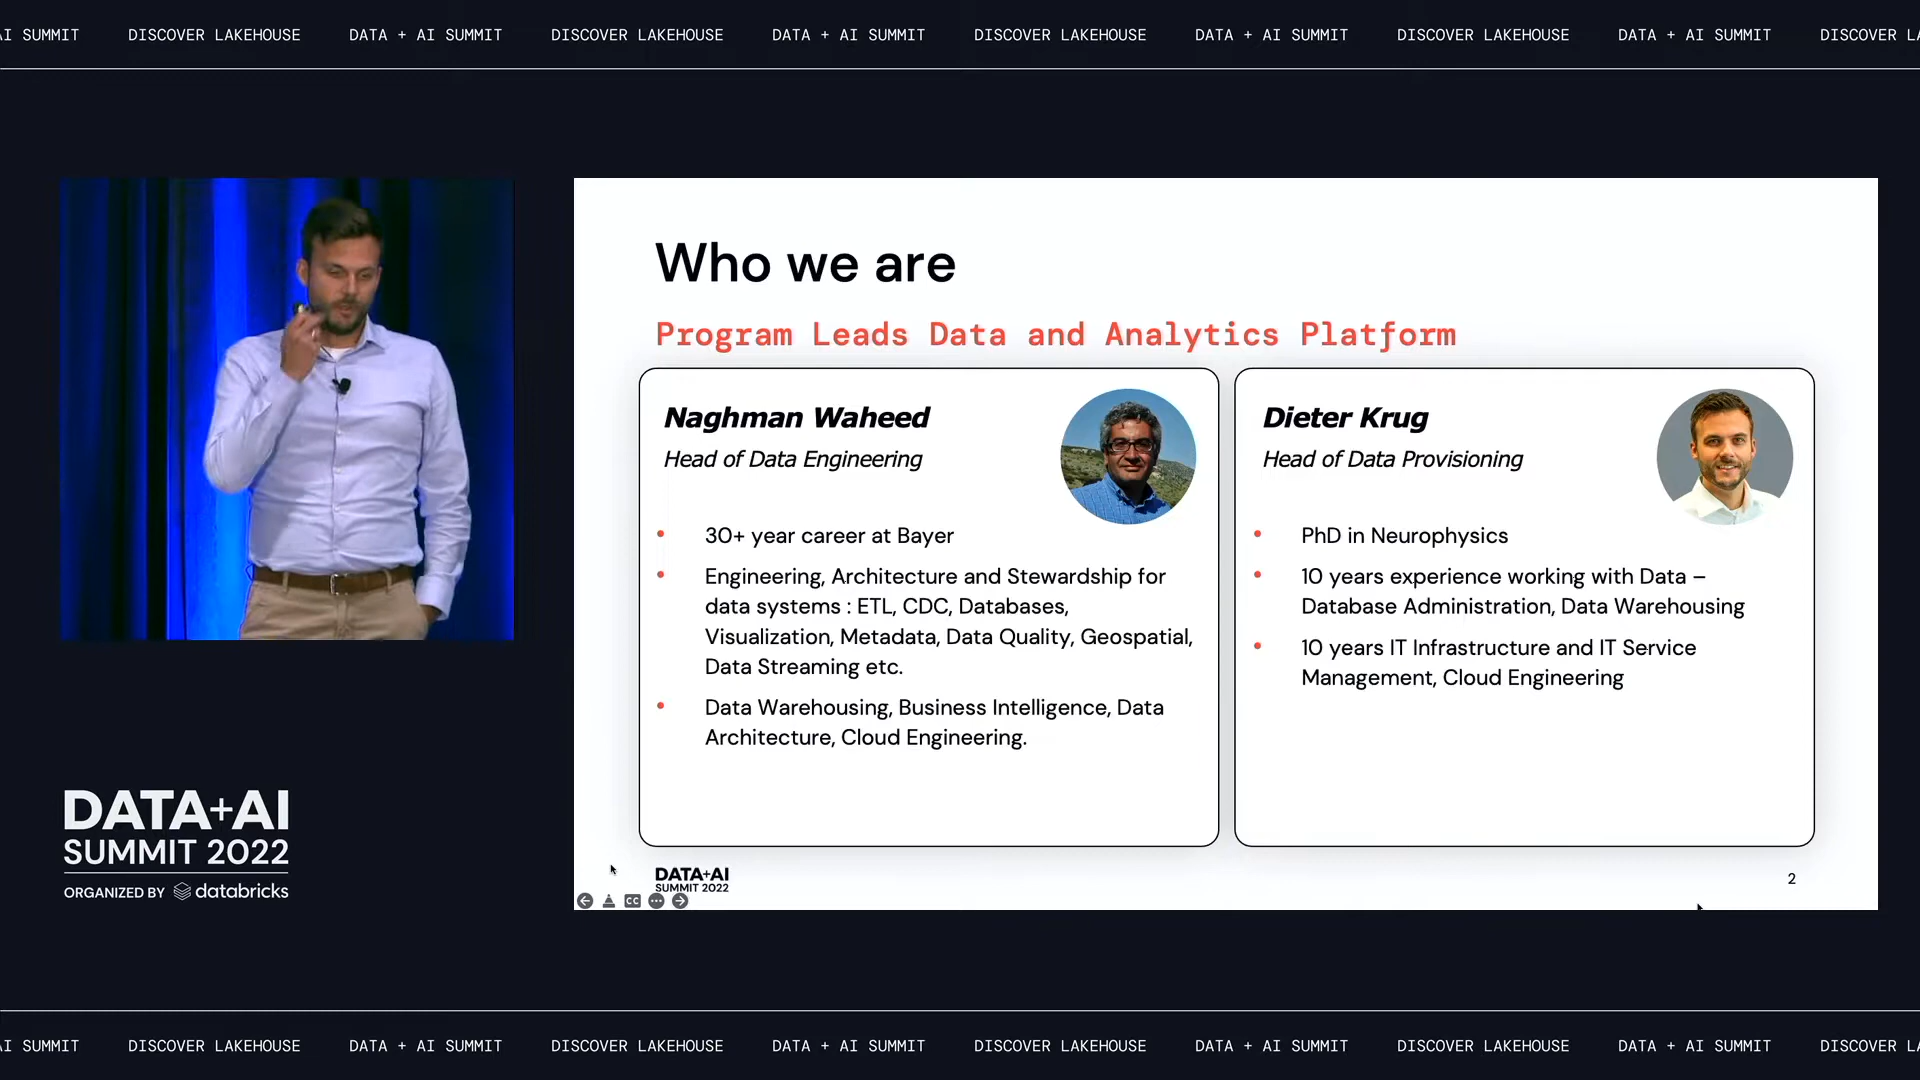 AI SUMMIT DISCOVER LAKEHOUSE DATA + AI SUMMIT DISCOVER LAKEHOUSE DATA + AI SUMMIT DISCOVER LAKEHOUSE DATA + AI SUMMIT DISCOVER LAKEHOUSE DATA + AI SUMMIT DISCOVER
Who we are
Program Leads Data and Analytics Platform
Naghman Waheed
Head of Data Engineering
• 30+ year career at Bayer
• Engineering, Architecture and Stewardship for
data systems : ETL, CDC, Databases,
Visualization, Metadata, Data Quality, Geospatial,
Data Streaming etc.
• Data Warehousing, Business Intelligence, Data
Architecture, Cloud Engineering.
Dieter Krug
Head of Data Provisioning
• PhD in Neurophysics
• 10 years experience working with Data –
Database Administration, Data Warehousing
• 10 years IT Infrastructure and IT Service
Management, Cloud Engineering
DATA+AI
SUMMIT 2022
2
CC
DATA+AI
SUMMIT 2022
ORGANIZED BY databricks
AI SUMMIT DISCOVER LAKEHOUSE DATA + AI SUMMIT DISCOVER LAKEHOUSE DATA + AI SUMMIT DISCOVER LAKEHOUSE DATA + AI SUMMIT DISCOVER LAKEHOUSE DATA + AI SUMMIT DISCOVER